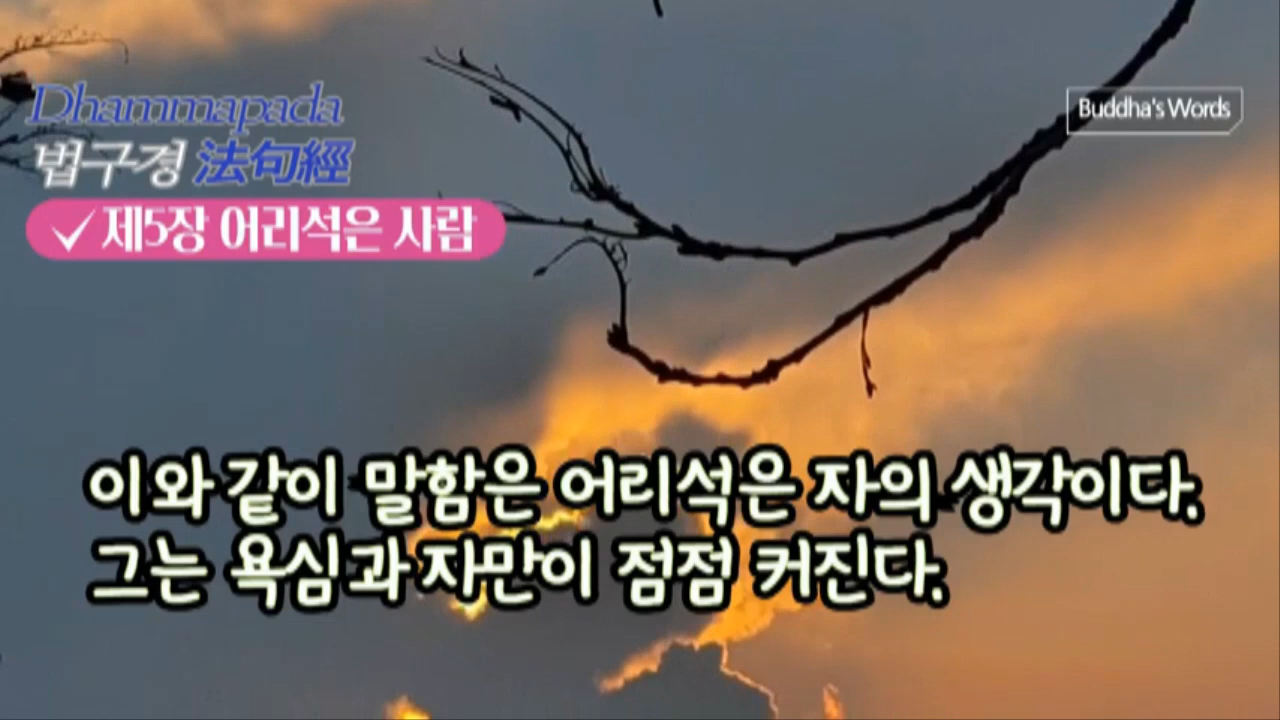 Dhammapada
법구경 法句經
제5장 어리석은 사람
Buddha's Words
이와 같이 말함은 어리석은 자의 생각이다.
그는 욕심과 자만이 점점 커진다.